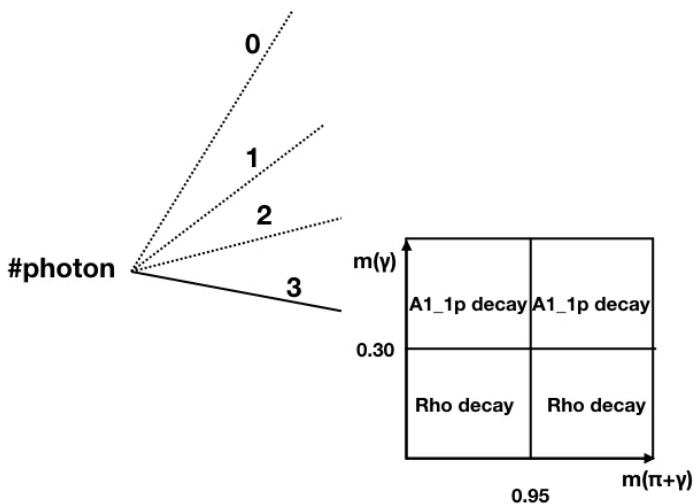 0
1
2
#photon
3
m(γ)
A1_1p decay A1_1p decay
0.30
Rho decay Rho decay
m(π+γ)
0.95